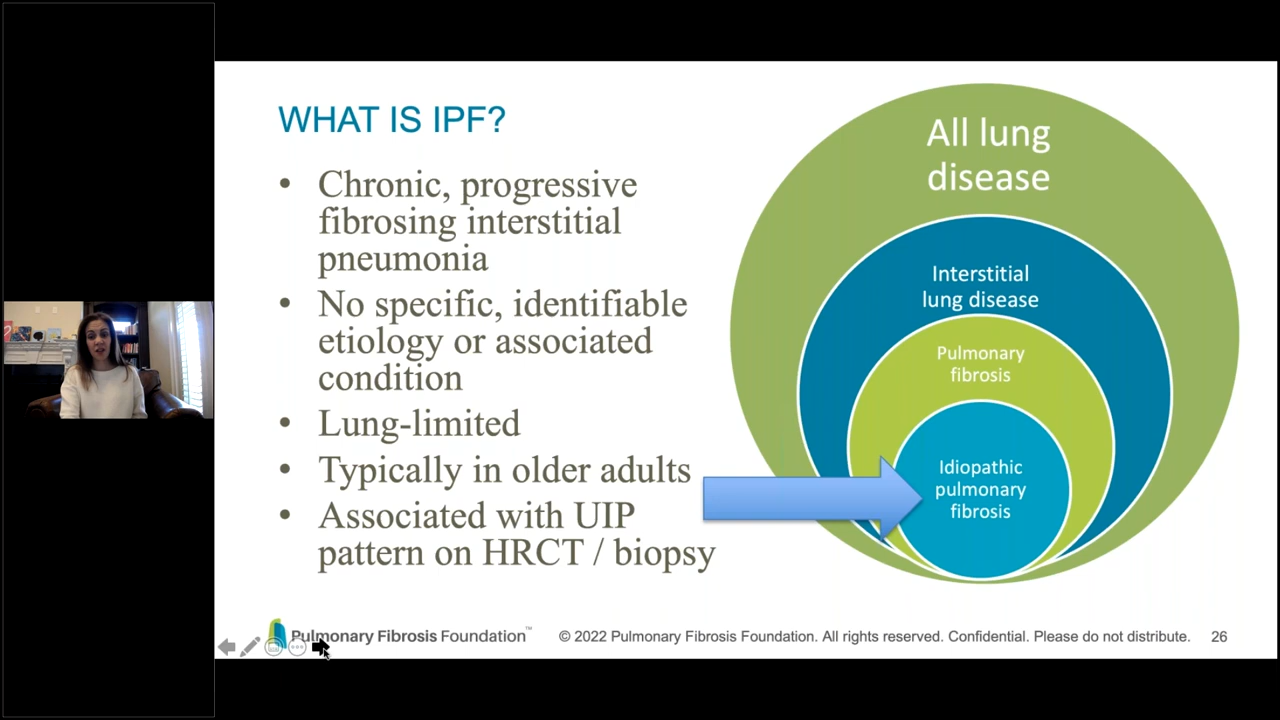 WHAT IS IPF?
• Chronic, progressive
fibrosing interstitial
pneumonia
• No specific, identifiable
etiology or associated
condition
• Lung-limited
• Typically in older adults
• Associated with UIP
pattern on HRCT / biopsy
All lung
disease
Interstitial
lung disease
Pulmonary
fibrosis
Idiopathic
pulmonary
fibrosis
Pulmonary Fibrosis Foundation™
© 2022 Pulmonary Fibrosis Foundation. All rights reserved. Confidential. Please do not distribute.
26